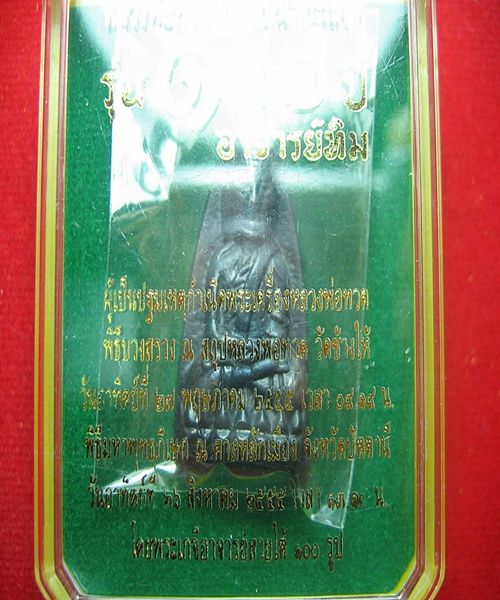 รุ่น ๑๐๐ ปี
อาจารย์ทิม
ผู้เป็นปฐมเหตุกำเนิดพระเครื่องหลวงพ่อทวด
พิธีบวงสรวง ณ สถูปหลวงพ่อทวด วัดช้างให้
วันอาทิตย์ที่ ๒๗ พฤษภาคม ๒๕๕๕ เวลา ๐๙.๑๙ น.
พิธีมหาพุทธาภิเษก ณ ศาลหลักเมือง จังหวัดปัตตานี
วันอาทิตย์ที่ ๒๖ สิงหาคม ๒๕๕๕ เวลา น.
โดยพระเกจิอาจารย์สายใต้ ๑๐๐ รูป